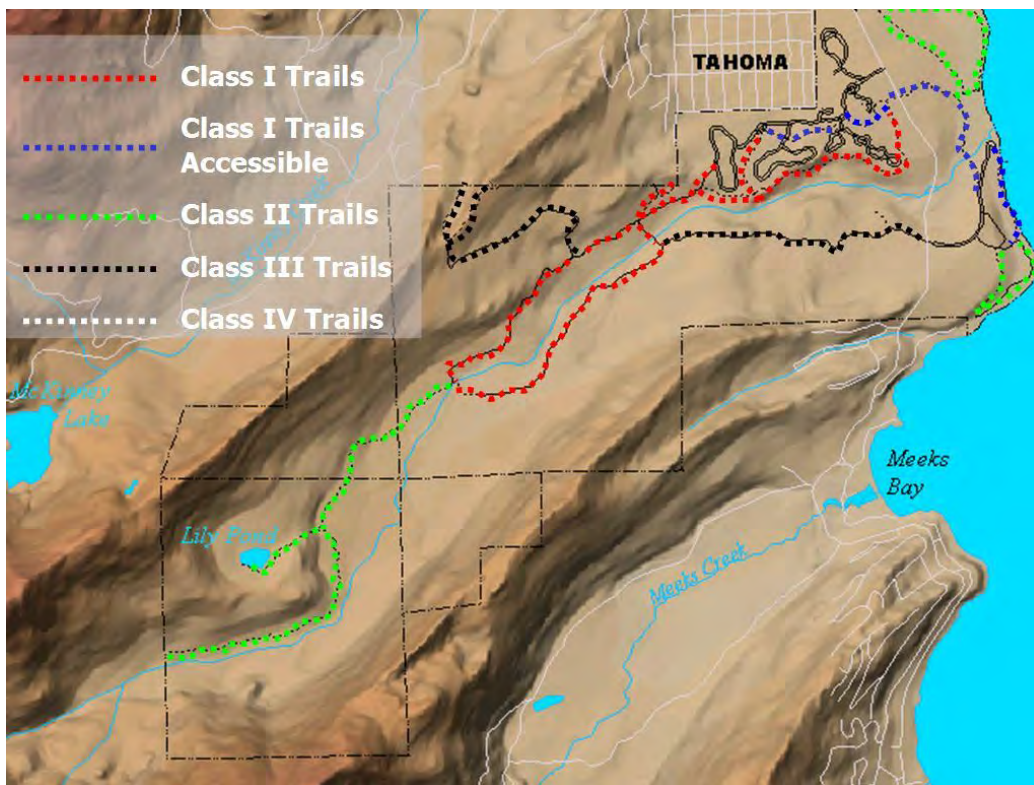 TAHOMA
Class I Trails
Class I Trails
Accessible
Class II Trails
Class III Trails
Class IV Trails
McKinney
Lake
Lily Pond
Meeks
Bay
Meeks Creek